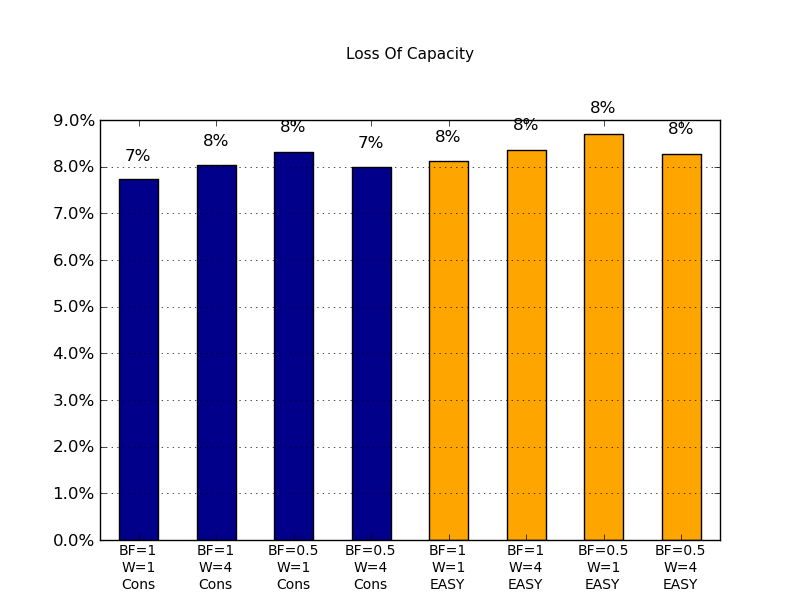 Loss Of Capacity
9.0%
8.0%
7.0%
6.0%
5.0%
4.0%
3.0%
2.0%
1.0%
0.0%
7%
8%
8%
7%
8%
8%
8%
8%
BF=1
W=1
Cons
BF=1
W=4
Cons
BF=0.5
W=1
Cons
BF=0.5
W=4
Cons
BF=1
W=1
EASY
BF=1
W=4
EASY
BF=0.5
W=1
EASY
BF=0.5
W=4
EASY